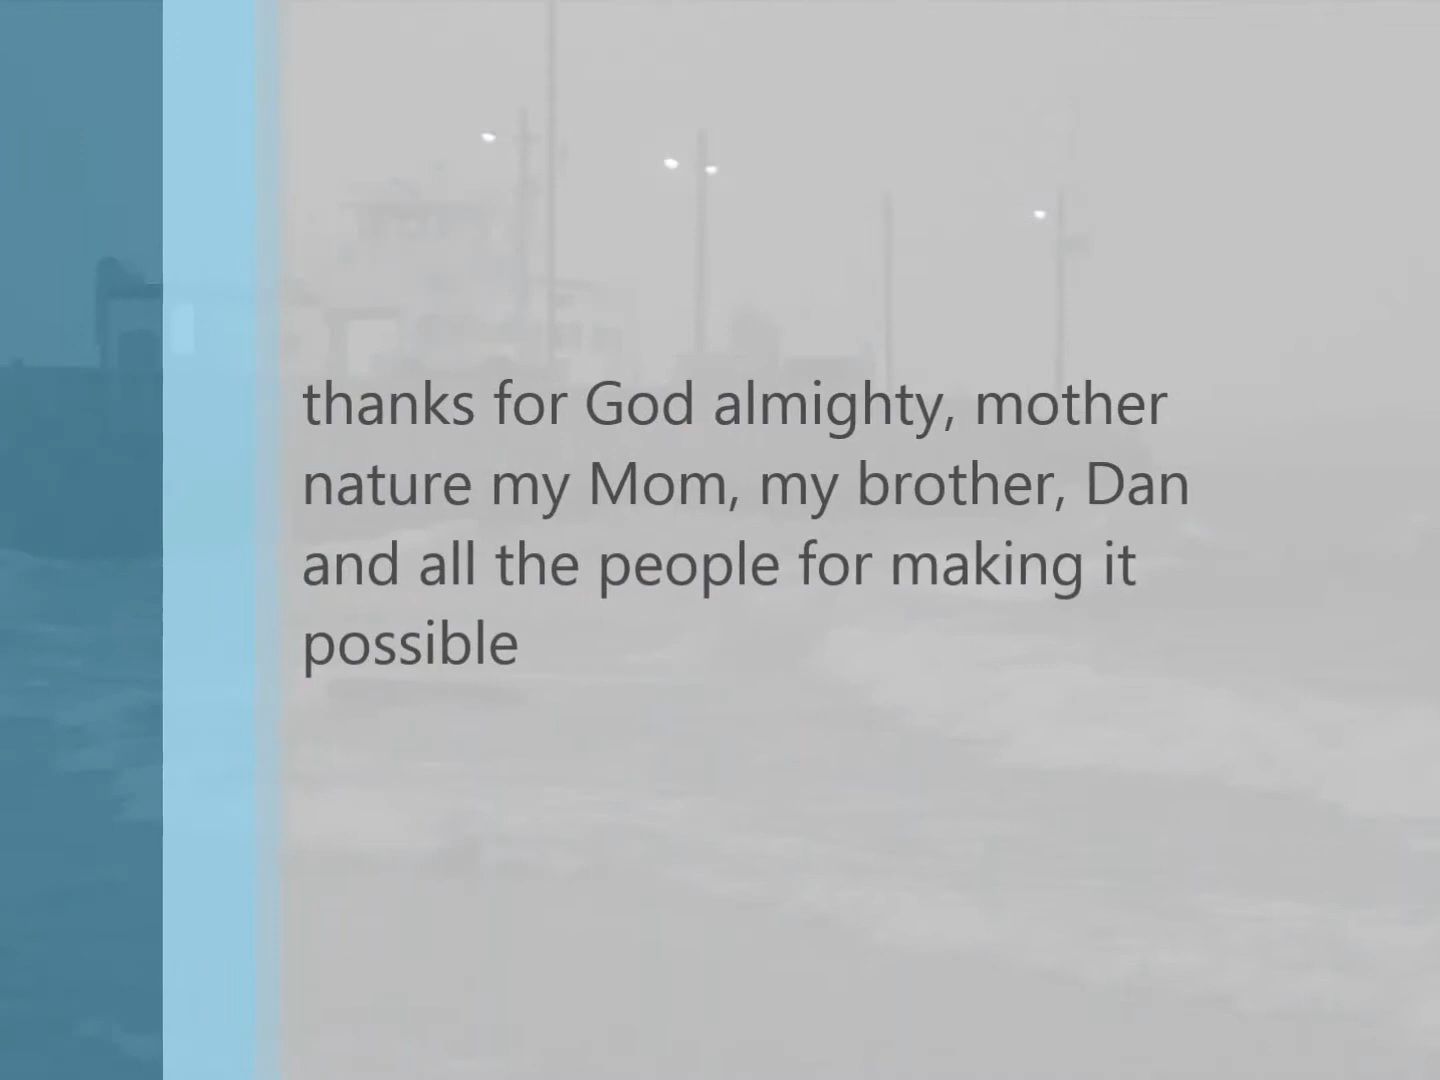 thanks for God almighty, mother
nature my Mom, my brother, Dan
and all the people for making it
possible